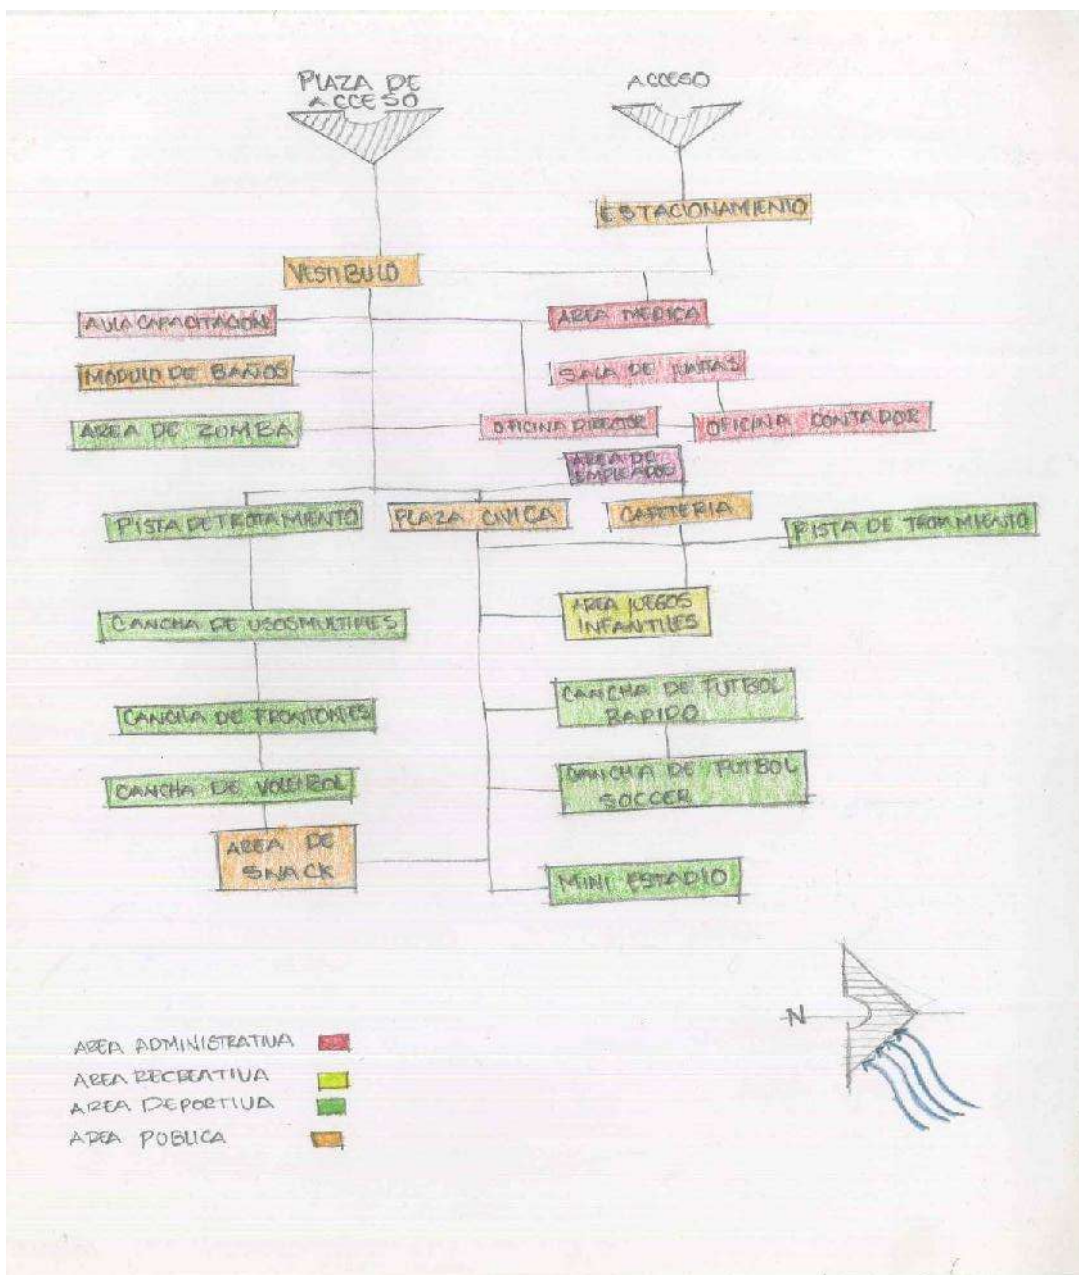 PLAZA DE
ACCESO
ACCESO
ESTACIONAMIENTO
VESTIBULO
AULA CAPACITACION
AREA MEDICA
MODULO DE BAÑOS
SALA DE JUNTAS
AREA DE ZUMBA
OFICINA DIRECTOR
OFICINA CONTADOR
AREA DE
EMPLEADOS
PISTA DE TROTAMIENTO
PLAZA CIVICA
CAFETERIA
PISTA DE TROTAMIENTO
AREA JUEGOS
INFANTILES
CANCHA DE USOS MULTIPLES
CANCHA DE FUTBOL
RAPIDO
CANCHA DE FRONTONES
CANCHA DE FUTBOL
SOCCER
CANCHA DE VOLEIBOL
AREA DE
SNACK
MINI ESTADIO
N
AREA ADMINISTRATIVA
AREA RECREATIVA
AREA DEPORTIVA
AREA PUBLICA